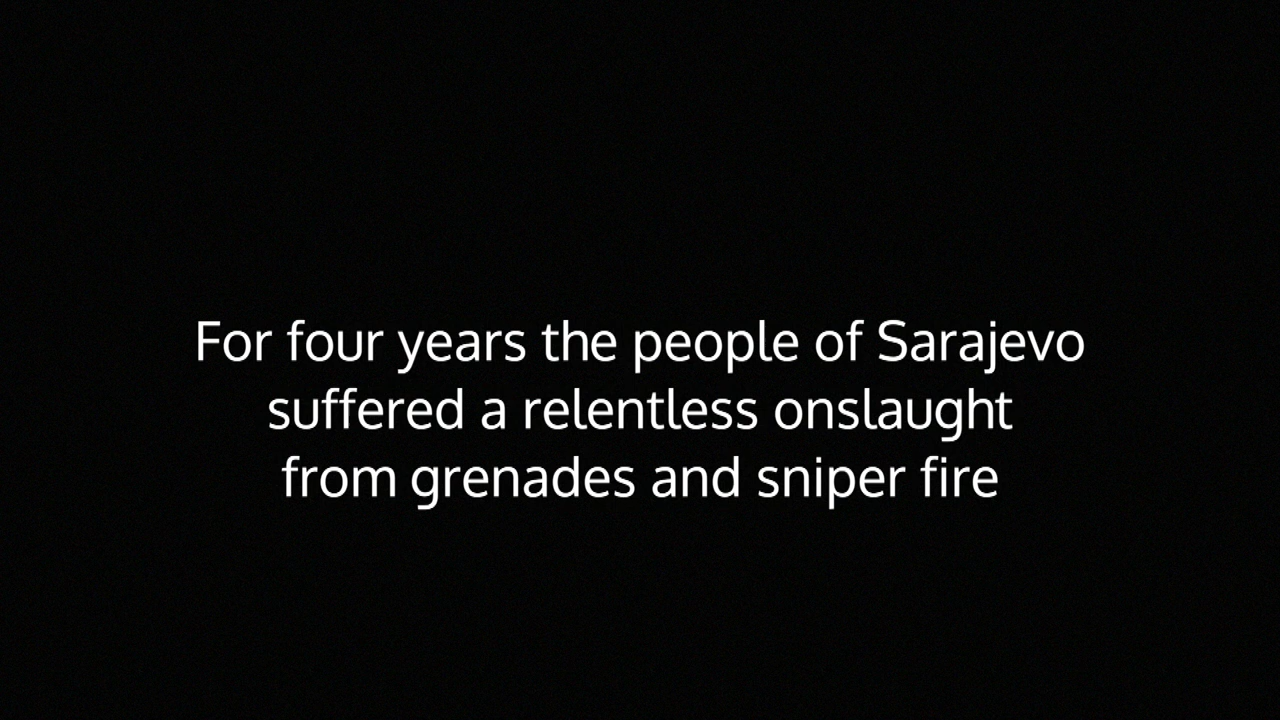 For four years the people of Sarajevo
suffered a relentless onslaught
from grenades and sniper fire